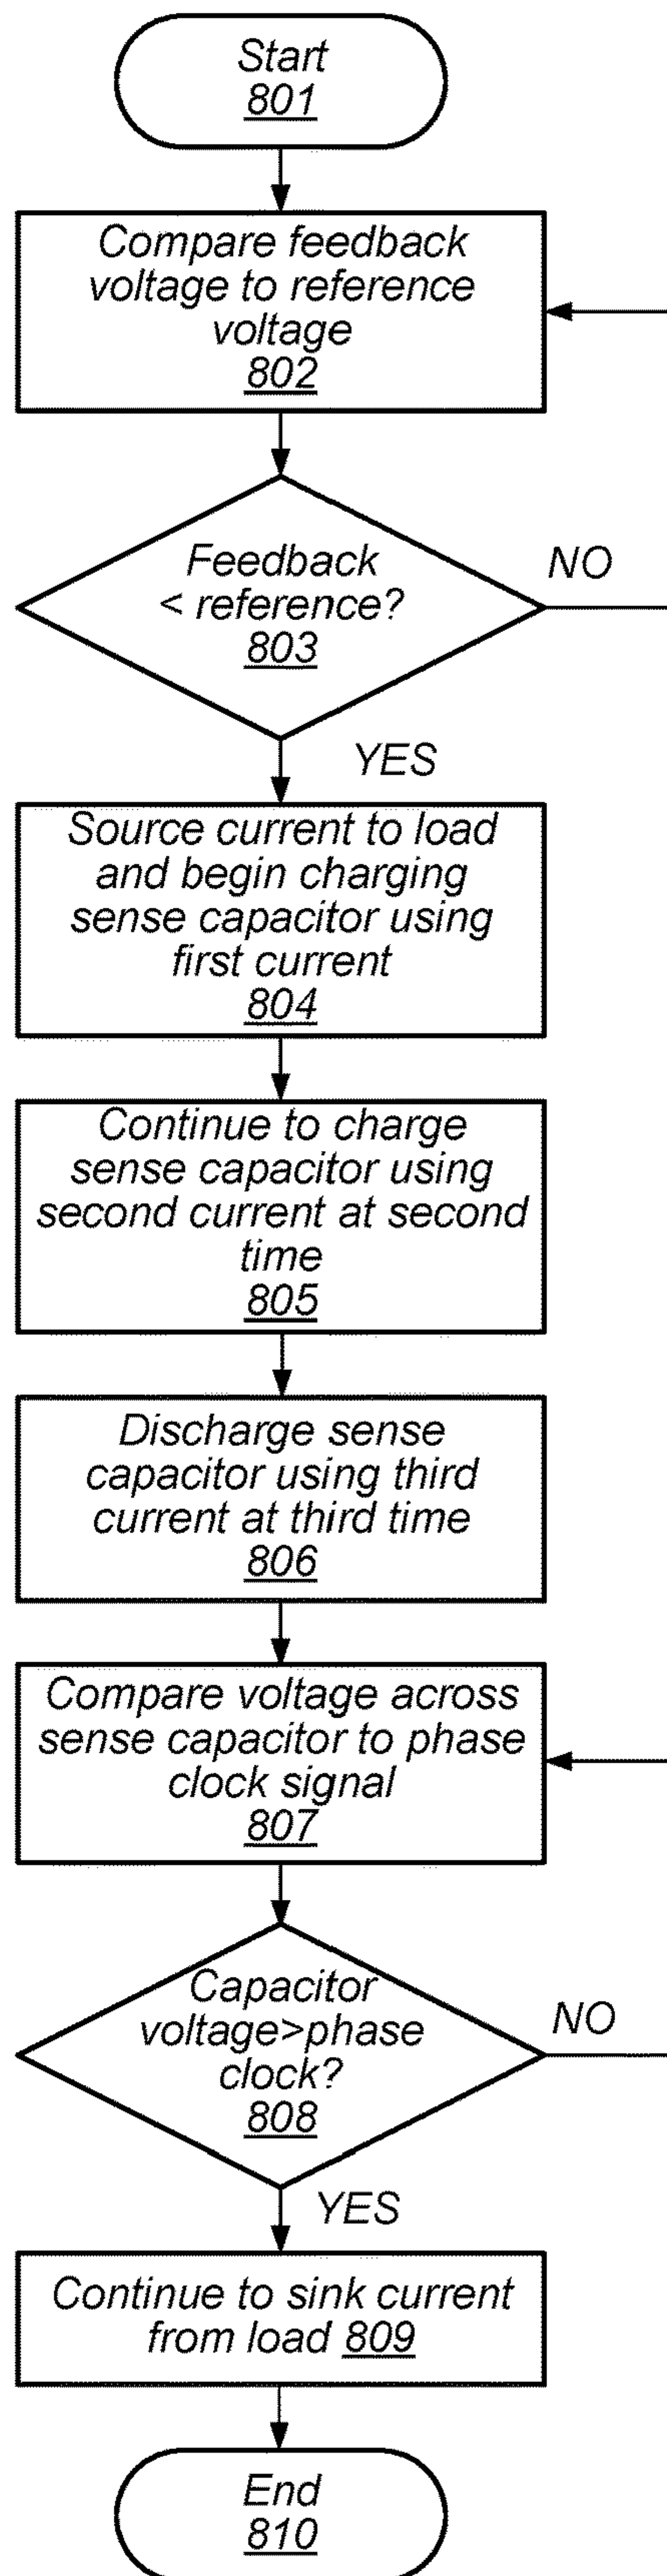 Start
801
Compare feedback
voltage to reference
voltage
802
Feedback
< reference?
803
NO
YES
Source current to load
and begin charging
sense capacitor using
first current
804
Continue to charge
sense capacitor using
second current at second
time
805
Discharge sense
capacitor using third
current at third time
806
Compare voltage across
sense capacitor to phase
clock signal
807
Capacitor
voltage>phase
clock?
808
NO
YES
Continue to sink current
from load 809
End
810